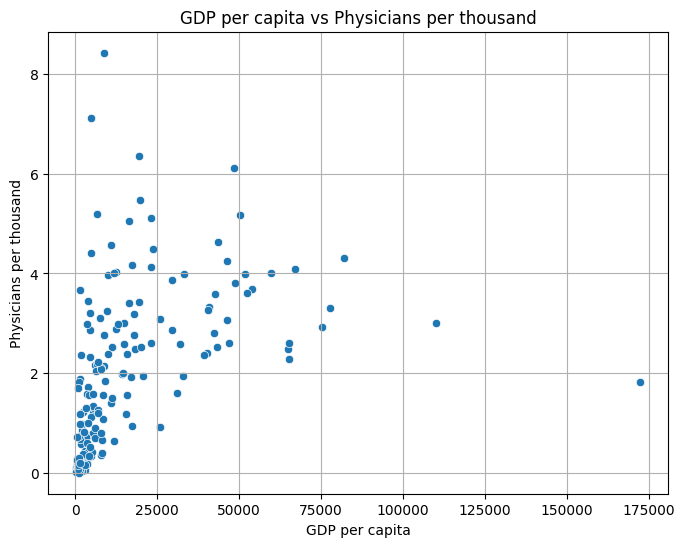 GDP per capita vs Physicians per thousand
8
6
4
2
0
Physicians per thousand
0 25000 50000 75000 100000 125000 150000 175000
GDP per capita